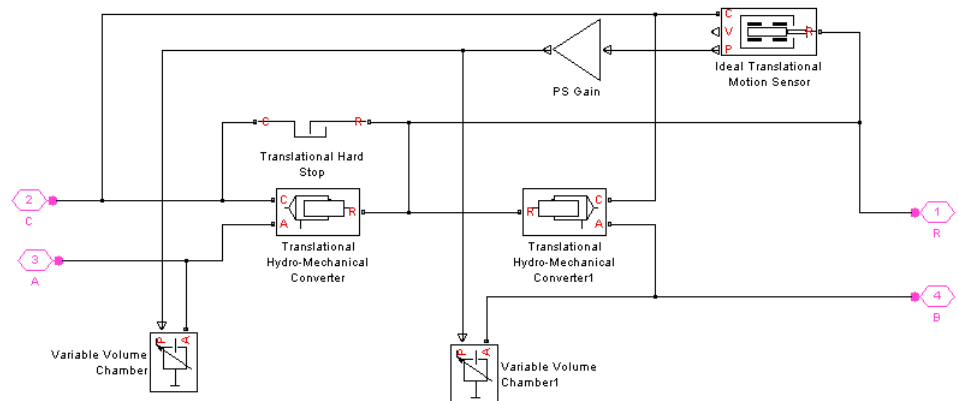 C
V
P
R
Ideal Translational
Motion Sensor
PS Gain
C
R
Translational Hard
Stop
2
C
C
A
R
Translational
Hydro-Mechanical
Converter
R
C
A
Translational
Hydro-Mechanical
Converter1
1
R
3
A
4
B
P
A
Variable Volume
Chamber
P
A
Variable Volume
Chamber1